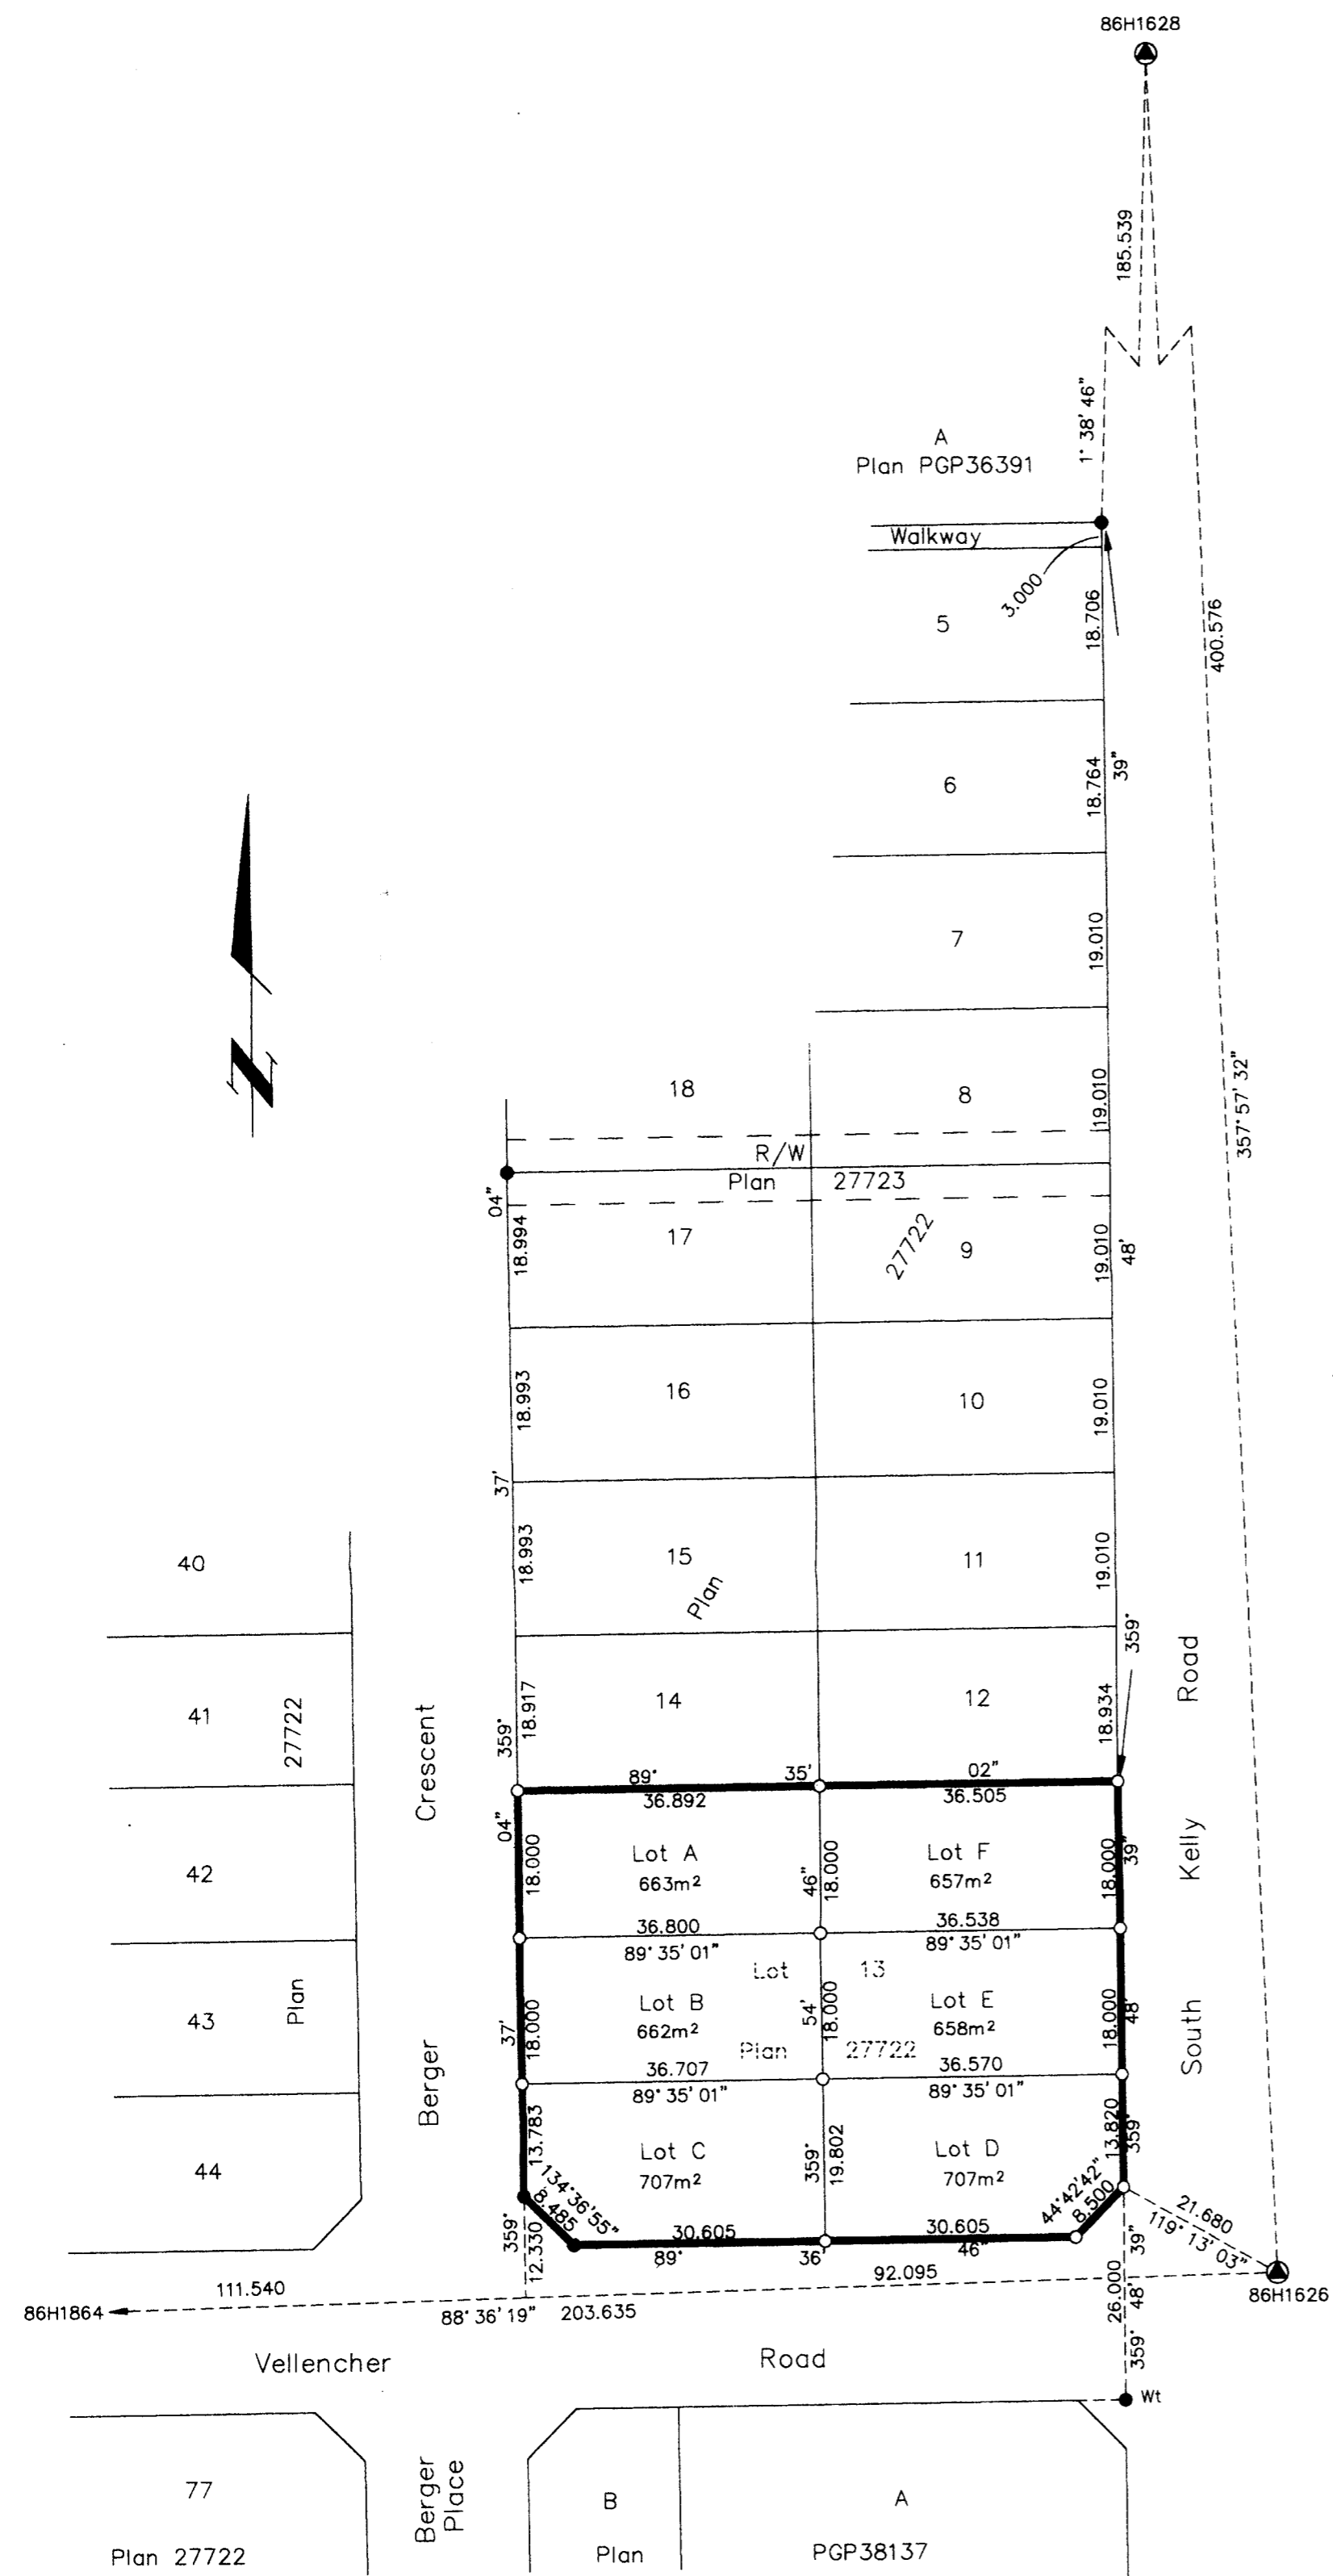 86H1628
185.539
1° 38' 46"
A
Plan PGP36391
Walkway
3.000
5
18.706
400.576
6
18.764
39"
7
19.010
18
8
19.010
357° 57' 32"
R/W
Plan 27723
04"
18.994
17
27722
9
19.010
48'
18.993
16
10
19.010
37'
18.993
15
Plan
11
19.010
359°
40
41
27722
42
43
Plan
44
Berger Crescent
359°
18.917
14
12
18.934
South Kelly Road
89° 35' 02"
36.892
36.505
04"
18.000
Lot A
663m²
46"
18.000
Lot F
657m²
18.000
39"
36.800
89° 35' 01"
36.538
89° 35' 01"
Lot 13
37'
18.000
Lot B
662m²
54'
18.000
Lot E
658m²
18.000
48'
Plan 27722
36.707
89° 35' 01"
36.570
89° 35' 01"
13.783
Lot C
707m²
359°
19.802
Lot D
707m²
13.820
359°
134°36'55"
8.485
44°42'42"
8.500
21.680
119° 13' 03"
30.605
30.605
89° 36' 46"
359°
12.330
92.095
39"
48'
359°
26.000
86H1626
111.540
86H1864
88° 36' 19" 203.635
Vellencher Road
Wt
77
Plan 27722
Berger
Place
B
A
Plan PGP38137